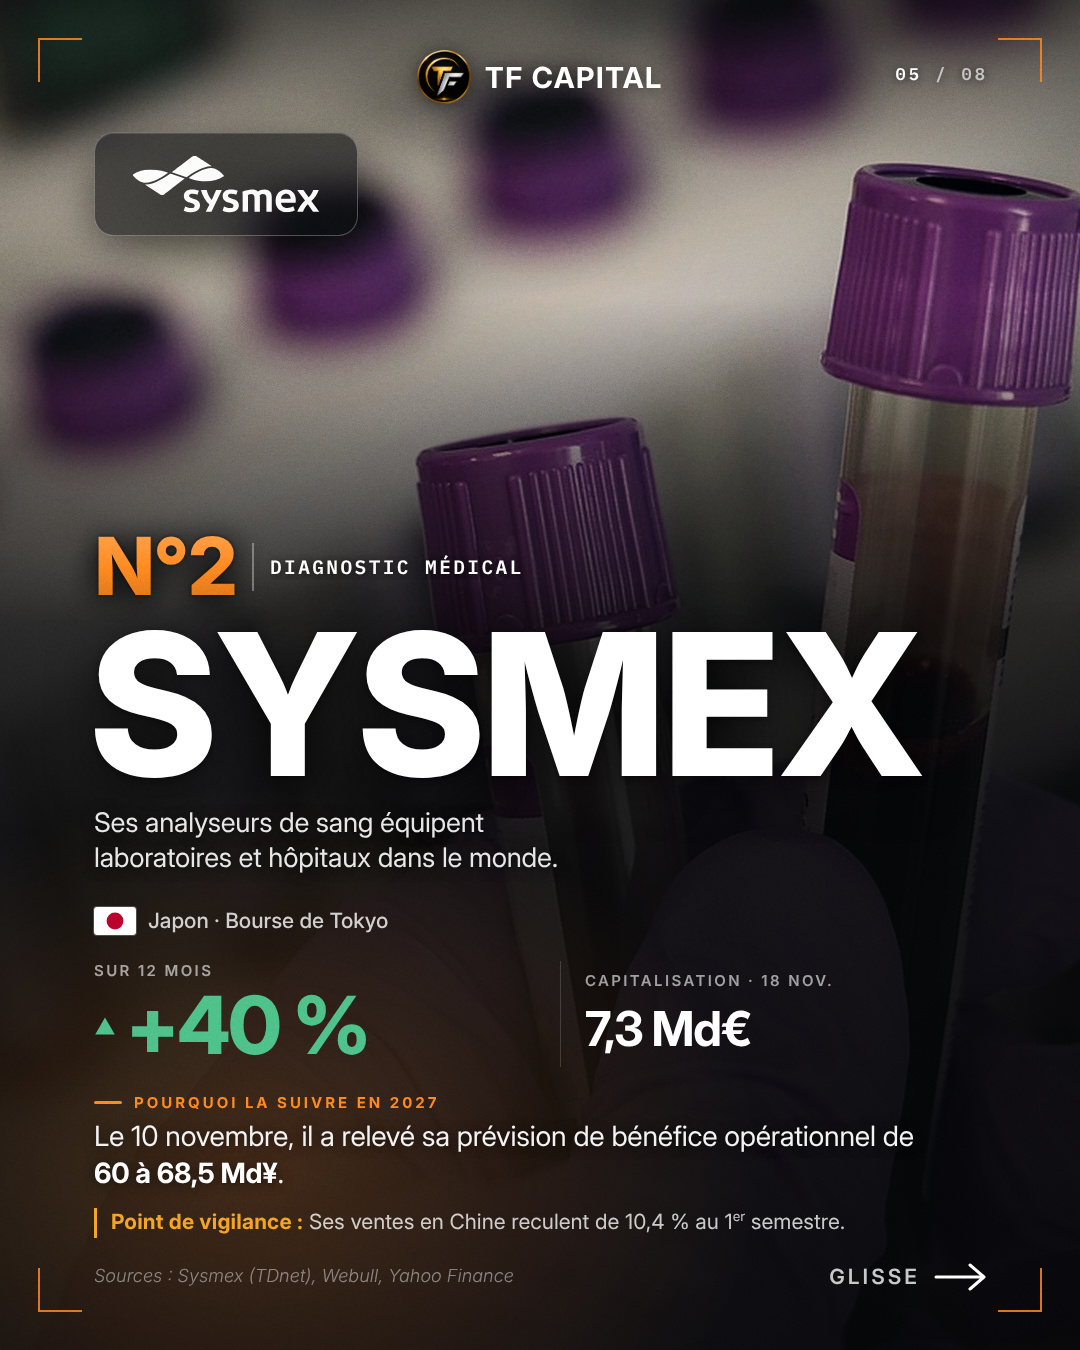 TF CAPITAL
05 / 08
sysmex
N°2
DIAGNOSTIC MÉDICAL
SYSMEX
Ses analyseurs de sang équipent
laboratoires et hôpitaux dans le monde.
Japon · Bourse de Tokyo
SUR 12 MOIS
▲ +40 %
CAPITALISATION · 18 NOV.
7,3 Md€
POURQUOI LA SUIVRE EN 2027
Le 10 novembre, il a relevé sa prévision de bénéfice opérationnel de
60 à 68,5 Md¥.
Point de vigilance : Ses ventes en Chine reculent de 10,4 % au 1er semestre.
Sources : Sysmex (TDnet), Webull, Yahoo Finance
GLISSE →